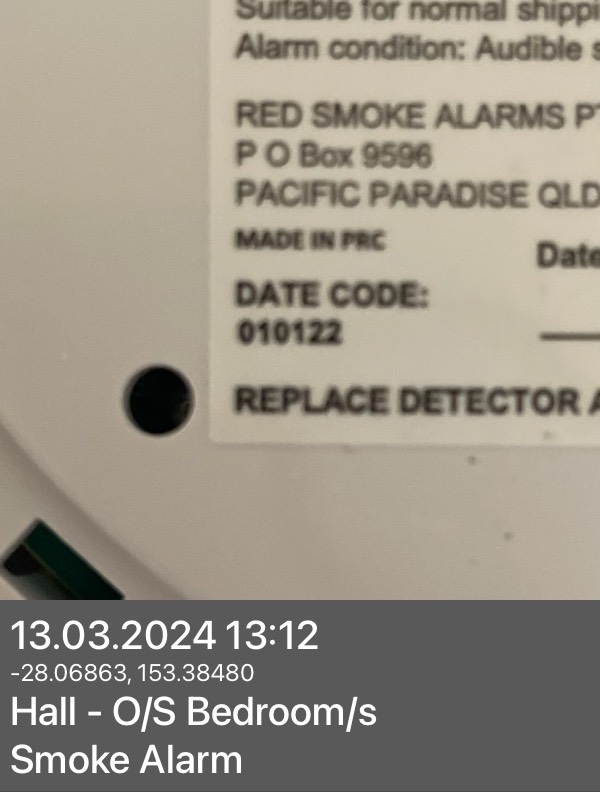 Suitable for normal shippi
Alarm condition: Audible s
RED SMOKE ALARMS PT
P O Box 9596
PACIFIC PARADISE QLD
MADE IN PRC
Date
DATE CODE:
010122
REPLACE DETECTOR A
13.03.2024 13:12
-28.06863, 153.38480
Hall - O/S Bedroom/s
Smoke Alarm